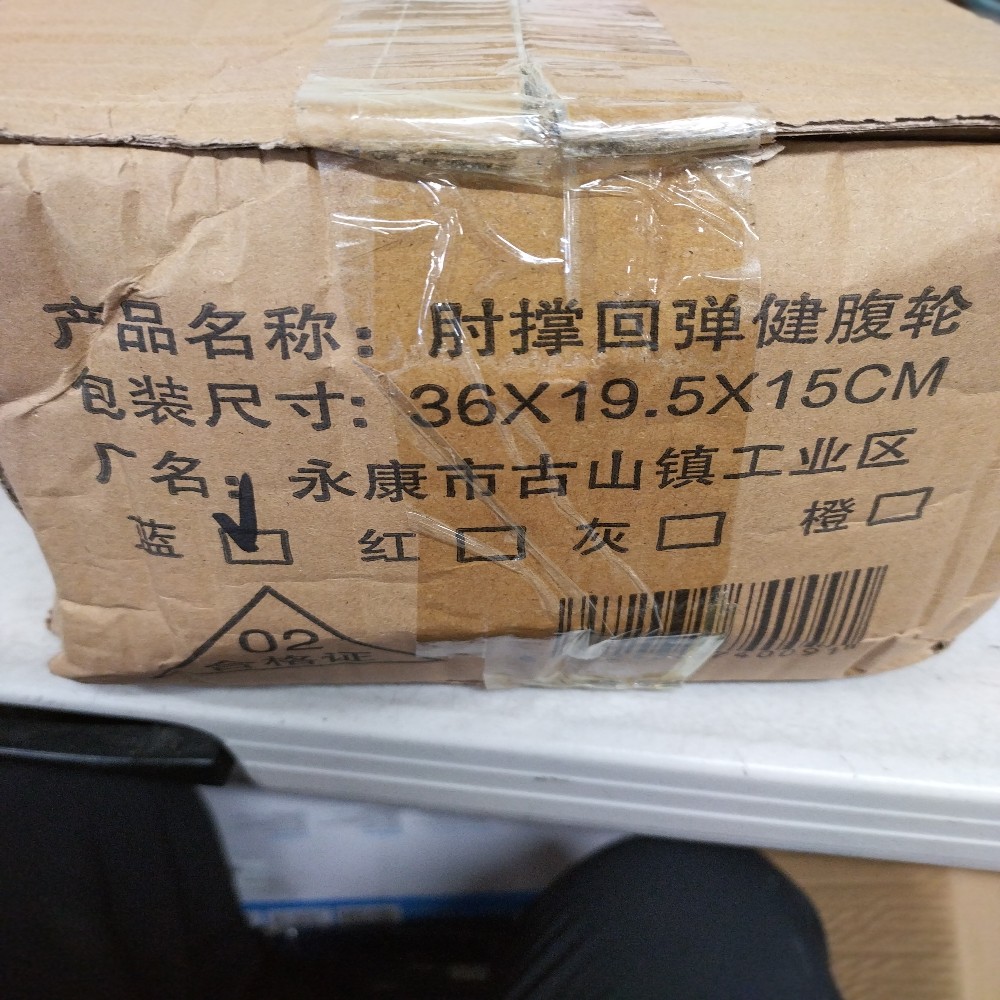 产品名称：肘撑回弹健腹轮
包装尺寸：36X19.5X15CM
厂名：永康市古山镇工业区
蓝 红 灰 橙
02
合格证